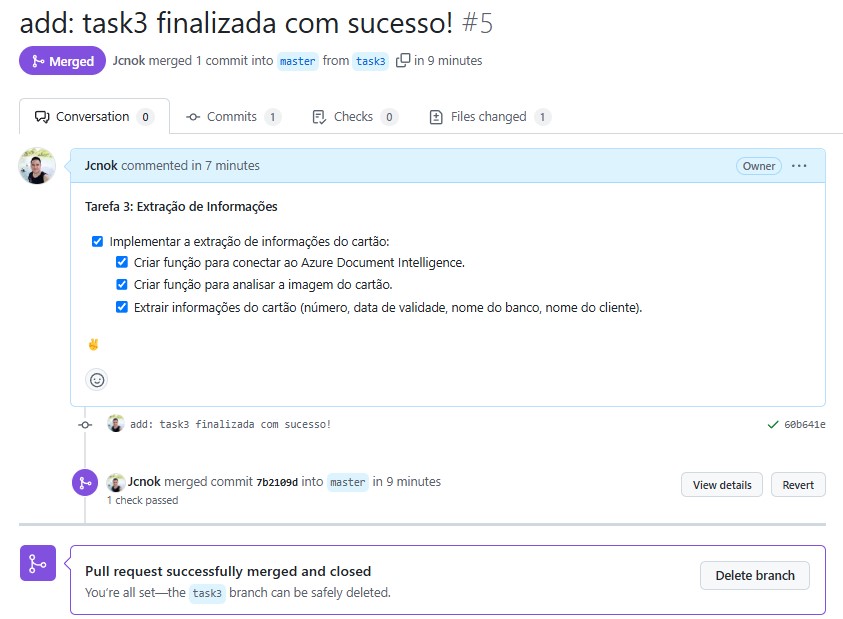 add: task3 finalizada com sucesso! #5
Merged Jcnok merged 1 commit into master from task3 in 9 minutes
Conversation 0 Commits 1 Checks 0 Files changed 1
Jcnok commented in 7 minutes Owner
Tarefa 3: Extração de Informações
Implementar a extração de informações do cartão:
Criar função para conectar ao Azure Document Intelligence.
Criar função para analisar a imagem do cartão.
Extrair informações do cartão (número, data de validade, nome do banco, nome do cliente).
add: task3 finalizada com sucesso! 60b641e
Jcnok merged commit 7b2109d into master in 9 minutes View details Revert
1 check passed
Pull request successfully merged and closed
You're all set—the task3 branch can be safely deleted. Delete branch